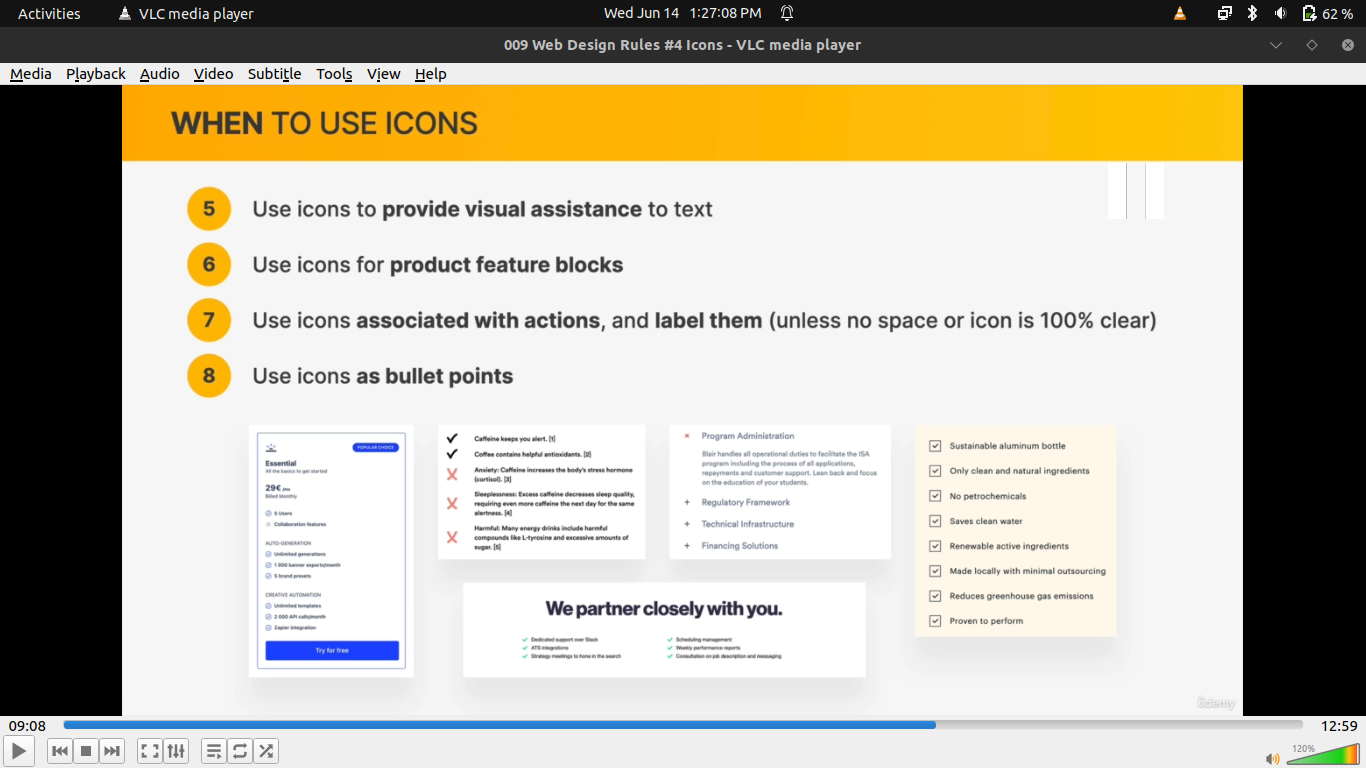 Activities
VLC media player
Wed Jun 14 1:27:08 PM
62 %
009 Web Design Rules #4 Icons - VLC media player
Media Playback Audio Video Subtitle Tools View Help
WHEN TO USE ICONS
5 Use icons to provide visual assistance to text
6 Use icons for product feature blocks
7 Use icons associated with actions, and label them (unless no space or icon is 100% clear)
8 Use icons as bullet points
POPULAR CHOICE
Essential
All the basics to get started
29€ /mo
Billed Monthly
5 Users
Collaboration features
AUTO-GENERATION
Unlimited generations
1 000 banner exports/month
5 brand presets
CREATIVE AUTOMATION
Unlimited templates
2 000 API calls/month
Zapier Integration
Try for free
Caffeine keeps you alert. [1]
Coffee contains helpful antioxidants. [2]
Anxiety: Caffeine increases the body's stress hormone
(cortisol). [3]
Sleeplessness: Excess caffeine decreases sleep quality,
requiring even more caffeine the next day for the same
alertness. [4]
Harmful: Many energy drinks include harmful
compounds like L-tyrosine and excessive amounts of
sugar. [5]
Program Administration
Blair handles all operational duties to facilitate the ISA
program including the process of all applications,
repayments and customer support. Lean back and focus
on the education of your students.
Regulatory Framework
Technical Infrastructure
Financing Solutions
Sustainable aluminum bottle
Only clean and natural ingredients
No petrochemicals
Saves clean water
Renewable active ingredients
Made locally with minimal outsourcing
Reduces greenhouse gas emissions
Proven to perform
We partner closely with you.
Dedicated support over Slack
ATS integrations
Strategy meetings to hone in the search
Scheduling management
Weekly performance reports
Consultation on job description and messaging
ûdemy
09:08
12:59
120%